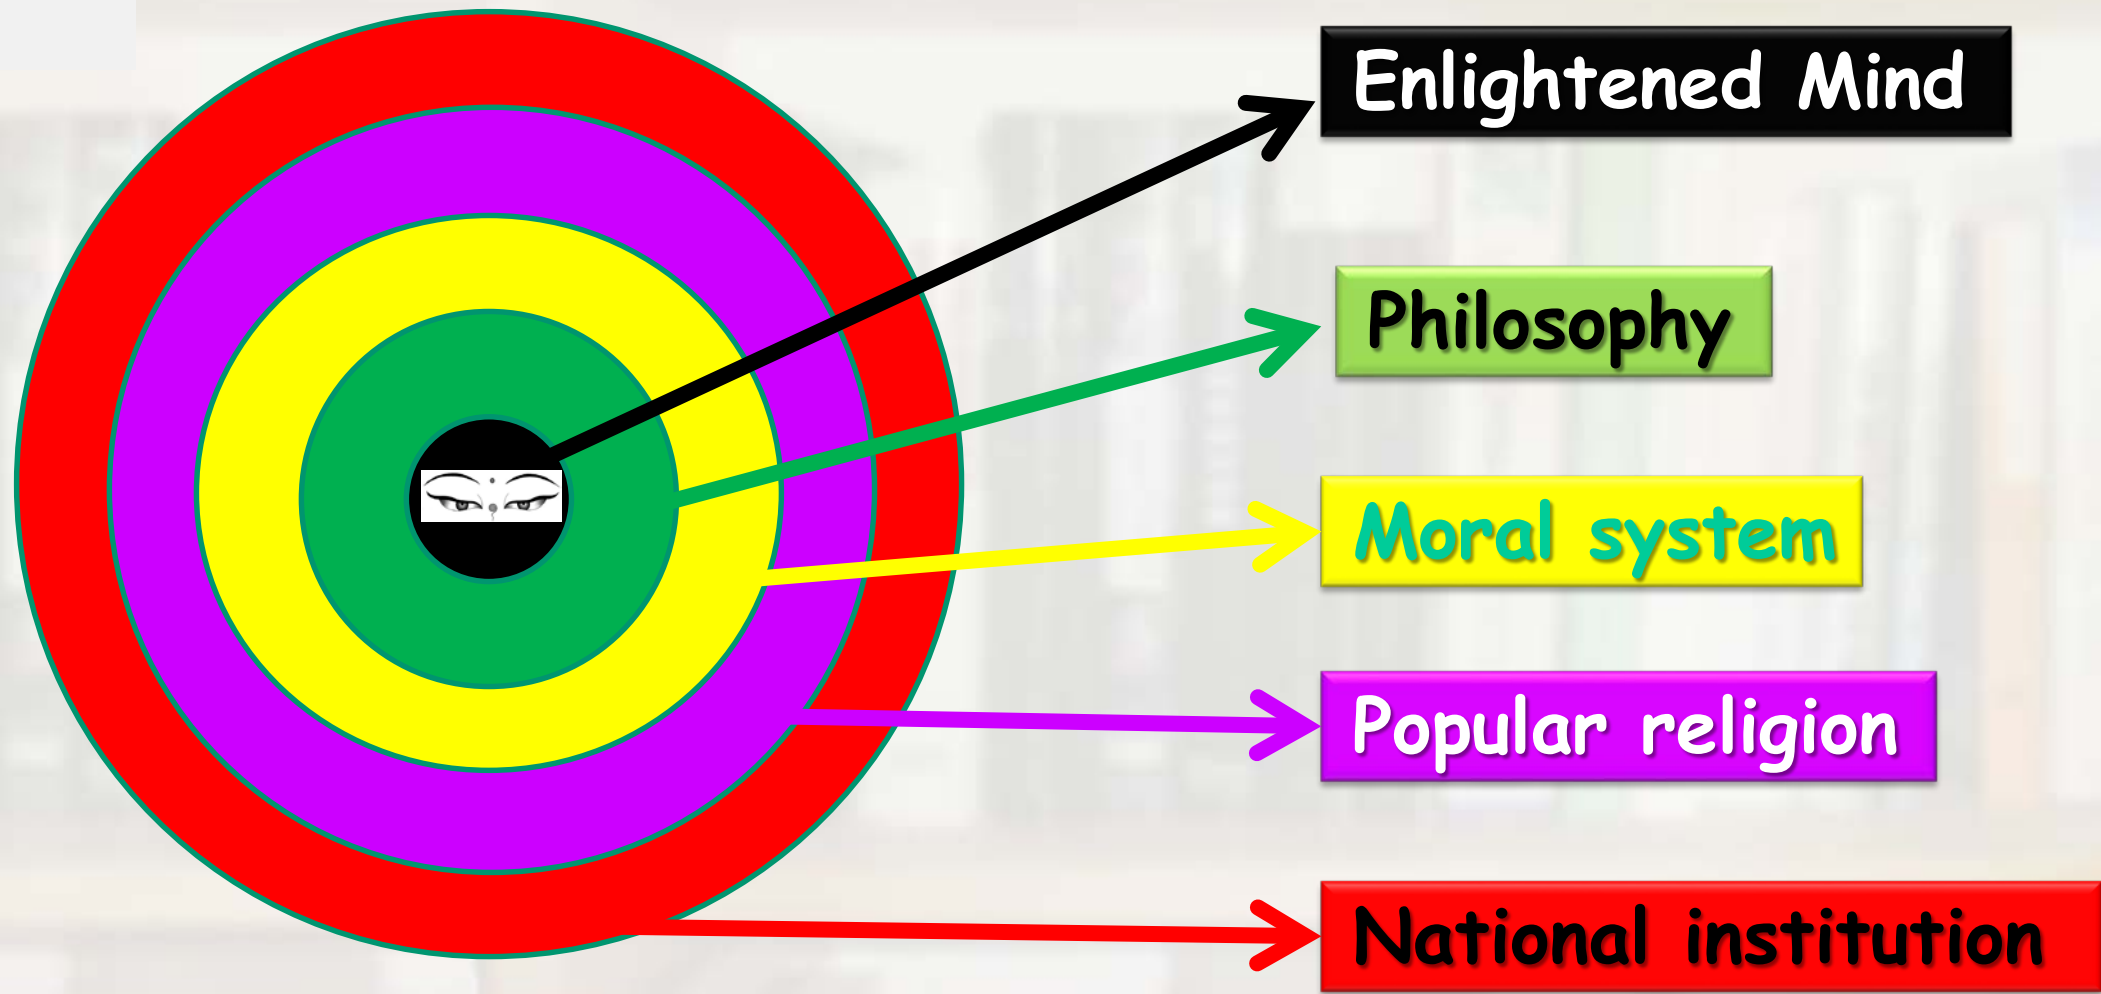 Enlightened Mind
Philosophy
Moral system
Popular religion
National institution